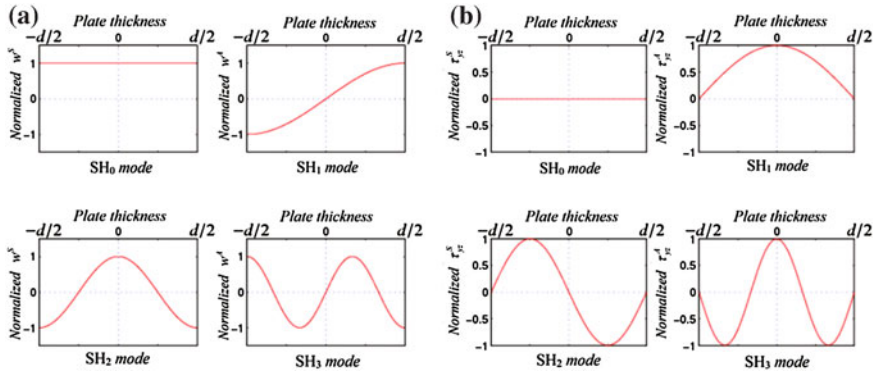 (a)
Plate thickness
−d/2 0 d/2
Normalized w^S
1
0
−1
SH₀ mode
Plate thickness
−d/2 0 d/2
Normalized w^A
1
0
−1
SH₁ mode
(b)
Plate thickness
−d/2 0 d/2
Normalized τ^S_yz
1
0.5
0
−0.5
−1
SH₀ mode
Plate thickness
−d/2 0 d/2
Normalized τ^A_yz
1
0.5
0
−0.5
−1
SH₁ mode
Plate thickness
−d/2 0 d/2
Normalized w^S
1
0
−1
SH₂ mode
Plate thickness
−d/2 0 d/2
Normalized w^A
1
0
−1
SH₃ mode
Plate thickness
−d/2 0 d/2
Normalized τ^S_yz
1
0.5
0
−0.5
−1
SH₂ mode
Plate thickness
−d/2 0 d/2
Normalized τ^A_yz
1
0.5
0
−0.5
−1
SH₃ mode